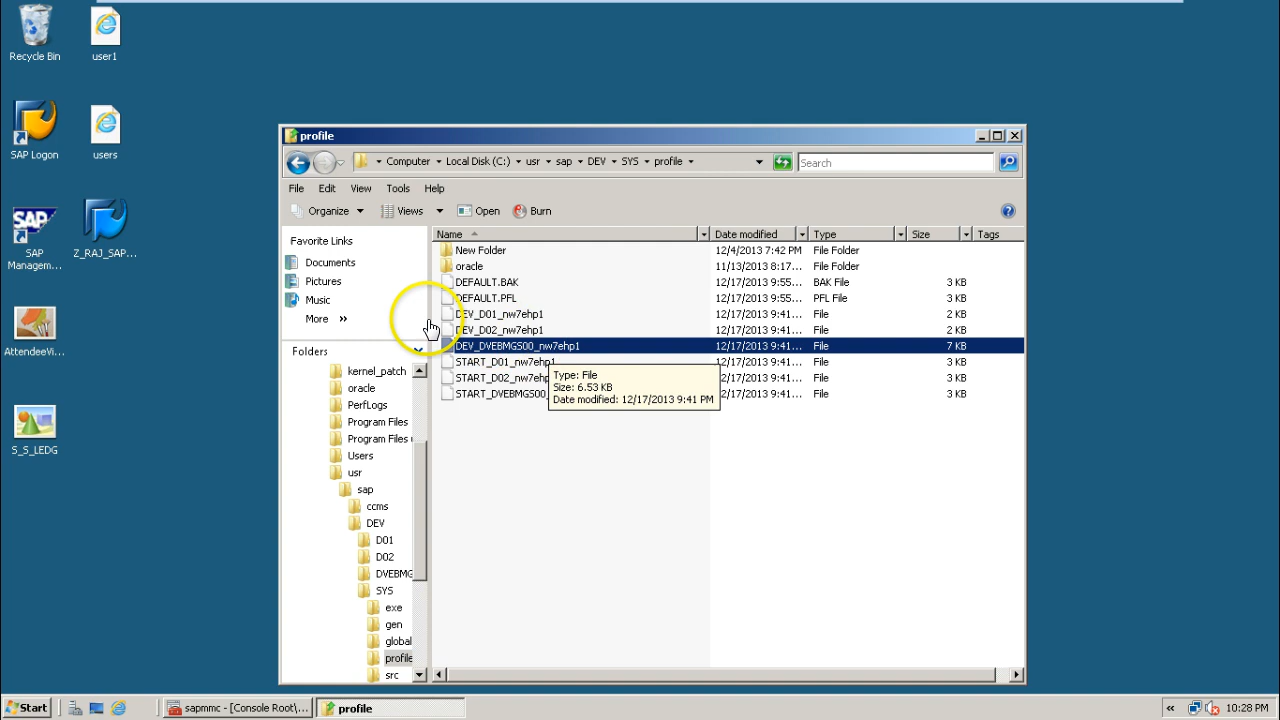 Recycle Bin
user1
SAP Logon
users
SAP
Managem...
Z_RAJ_SAP...
AttendeeVi...
S_S_LEDG
profile
Computer
Local Disk (C:)
usr
sap
DEV
SYS
profile
Search
File
Edit
View
Tools
Help
Organize
Views
Open
Burn
Favorite Links
Documents
Pictures
Music
More »
Folders
kernel_patch
oracle
PerfLogs
Program Files
Program Files (
Users
usr
sap
ccms
DEV
D01
D02
DVEBMG
SYS
exe
gen
global
profile
src
Name Date modified Type Size Tags
New Folder 12/4/2013 7:42 PM File Folder
oracle 11/13/2013 8:17... File Folder
DEFAULT.BAK 12/17/2013 9:55... BAK File 3 KB
DEFAULT.PFL 12/17/2013 9:55... PFL File 3 KB
DEV_D01_nw7ehp1 12/17/2013 9:41... File 2 KB
DEV_D02_nw7ehp1 12/17/2013 9:41... File 2 KB
DEV_DVEBMGS00_nw7ehp1 12/17/2013 9:41... File 7 KB
START_D01_nw7ehp1 12/17/2013 9:41... File 3 KB
START_D02_nw7ehp 12/17/2013 9:41... File 3 KB
START_DVEBMGS00_ 12/17/2013 9:41... File 3 KB
Type: File
Size: 6.53 KB
Date modified: 12/17/2013 9:41 PM
Start
sapmmc - [Console Root\...
profile
« 10:28 PM